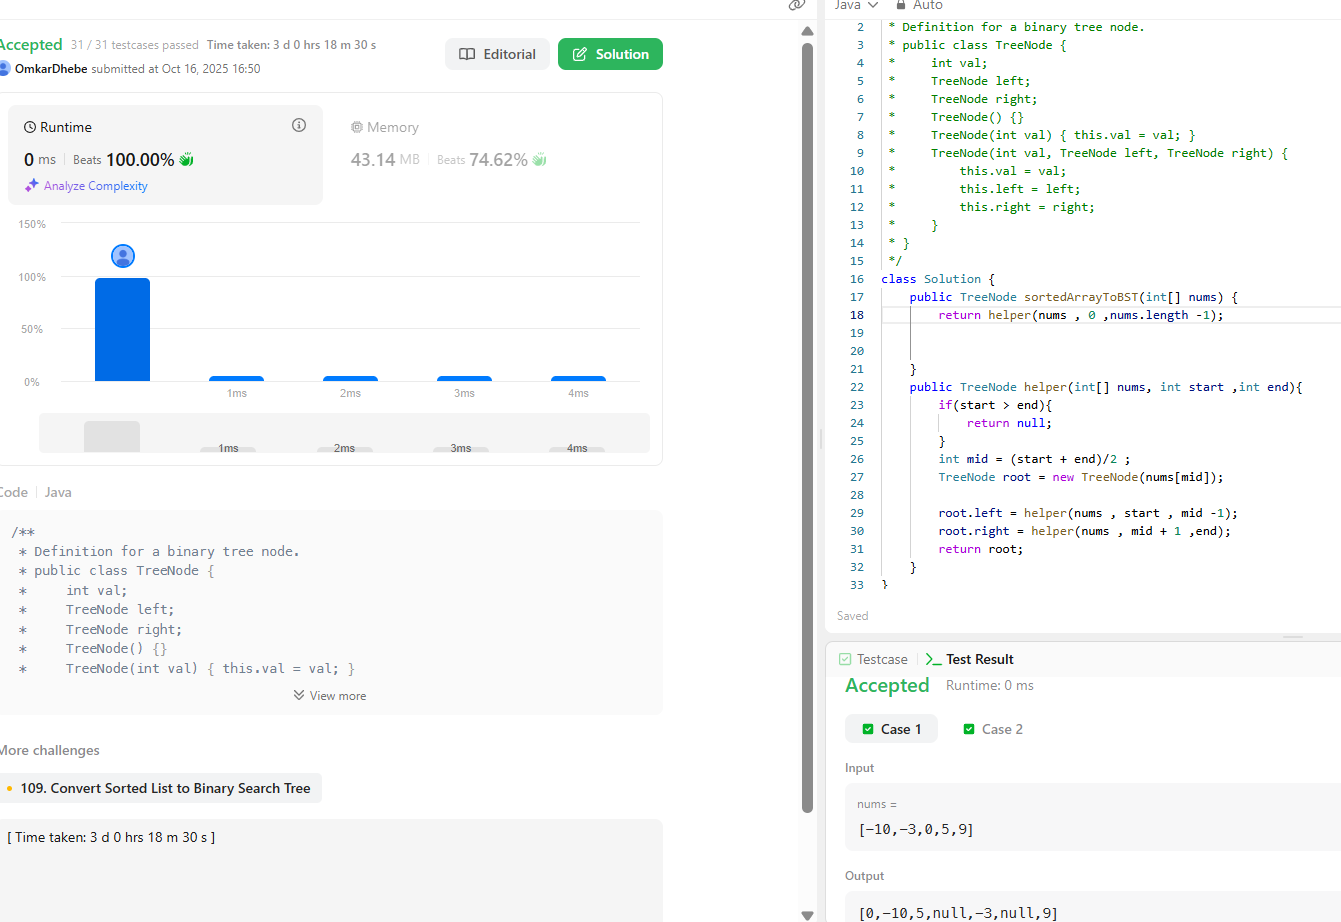 Accepted 31 / 31 testcases passed Time taken: 3 d 0 hrs 18 m 30 s
OmkarDhebe submitted at Oct 16, 2025 16:50
Editorial
Solution
Runtime
0 ms Beats 100.00%
Analyze Complexity
Memory
43.14 MB Beats 74.62%
150%
100%
50%
0%
1ms 2ms 3ms 4ms
1ms 2ms 3ms 4ms
Code Java
/**
* Definition for a binary tree node.
* public class TreeNode {
* int val;
* TreeNode left;
* TreeNode right;
* TreeNode() {}
* TreeNode(int val) { this.val = val; }
View more
More challenges
109. Convert Sorted List to Binary Search Tree
[ Time taken: 3 d 0 hrs 18 m 30 s ]
Java Auto
2 * Definition for a binary tree node.
3 * public class TreeNode {
4 * int val;
5 * TreeNode left;
6 * TreeNode right;
7 * TreeNode() {}
8 * TreeNode(int val) { this.val = val; }
9 * TreeNode(int val, TreeNode left, TreeNode right) {
10 * this.val = val;
11 * this.left = left;
12 * this.right = right;
13 * }
14 * }
15 */
16 class Solution {
17 public TreeNode sortedArrayToBST(int[] nums) {
18 return helper(nums , 0 ,nums.length -1);
19
20
21 }
22 public TreeNode helper(int[] nums, int start ,int end){
23 if(start > end){
24 return null;
25 }
26 int mid = (start + end)/2 ;
27 TreeNode root = new TreeNode(nums[mid]);
28
29 root.left = helper(nums , start , mid -1);
30 root.right = helper(nums , mid + 1 ,end);
31 return root;
32 }
33 }
Saved
Testcase Test Result
Accepted Runtime: 0 ms
Case 1 Case 2
Input
nums =
[-10,-3,0,5,9]
Output
[0,-10,5,null,-3,null,9]